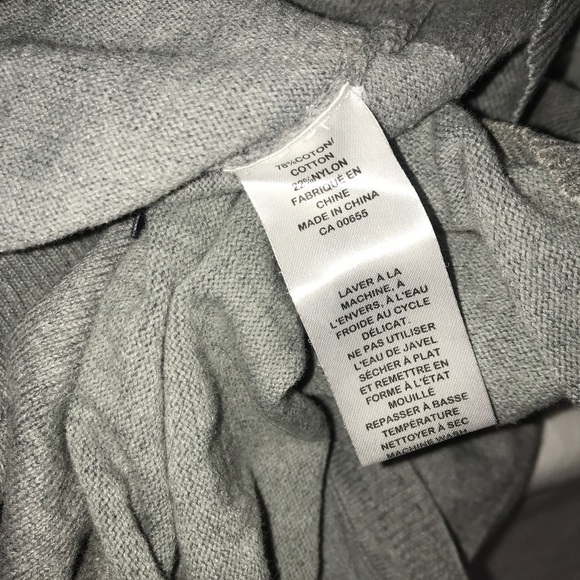 78%COTON/
COTTON
22%NYLON
FABRIQUÉ EN
CHINE
MADE IN CHINA
CA 00655
LAVER À LA
MACHINE, À
L'ENVERS, À L'EAU
FROIDE AU CYCLE
DÉLICAT.
NE PAS UTILISER
L'EAU DE JAVEL
SÉCHER À PLAT
ET REMETTRE EN
FORME À L'ÉTAT
MOUILLÉ
REPASSER À BASSE
TEMPÉRATURE
NETTOYER À SEC
MACHINE WASH